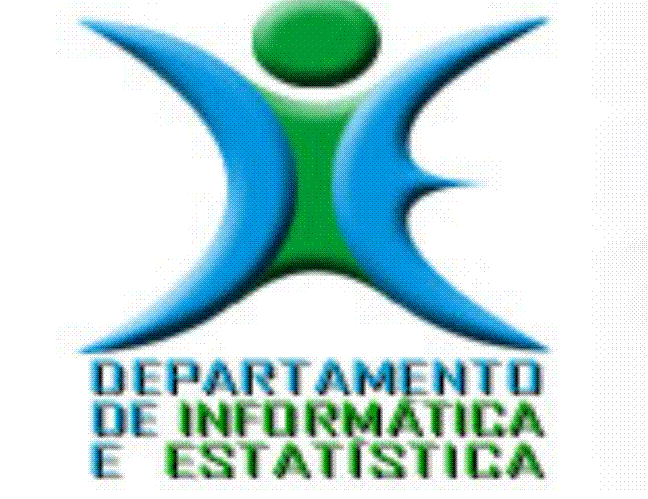 DEPARTAMENTO
DE INFORMÁTICA
E ESTATÍSTICA